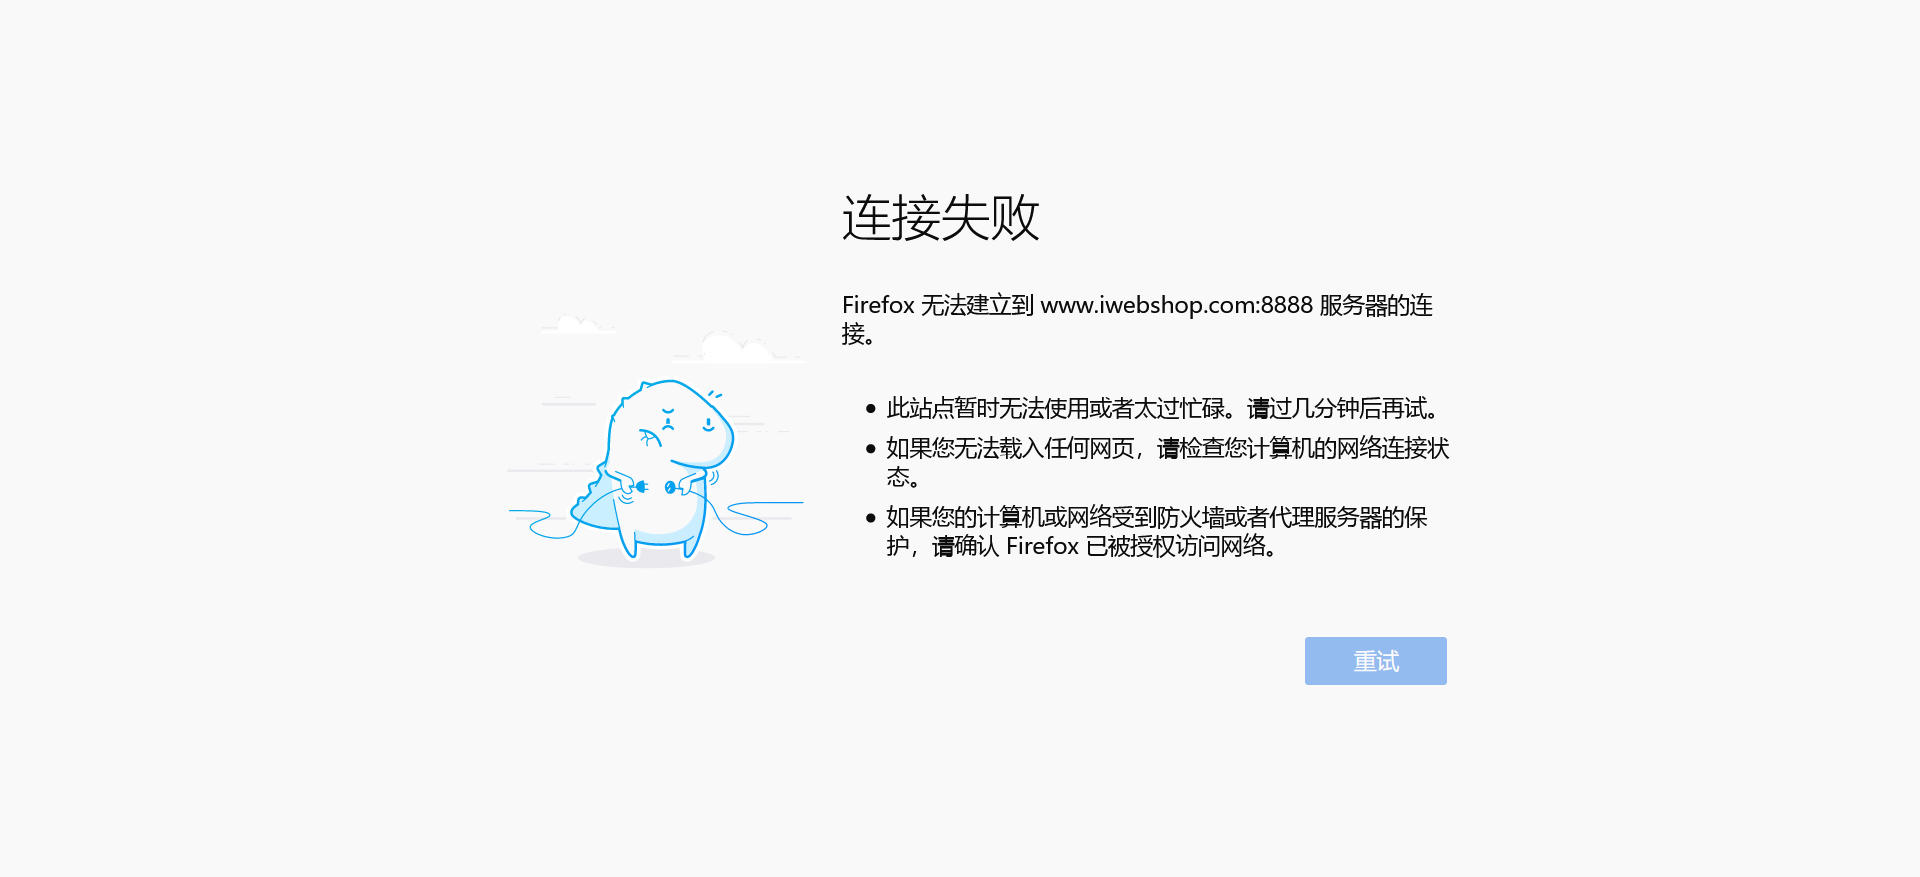 连接失败
Firefox 无法建立到 www.iwebshop.com:8888 服务器的连
接。
此站点暂时无法使用或者太过忙碌。请过几分钟后再试。
如果您无法载入任何网页，请检查您计算机的网络连接状
态。
如果您的计算机或网络受到防火墙或者代理服务器的保
护，请确认 Firefox 已被授权访问网络。
重试